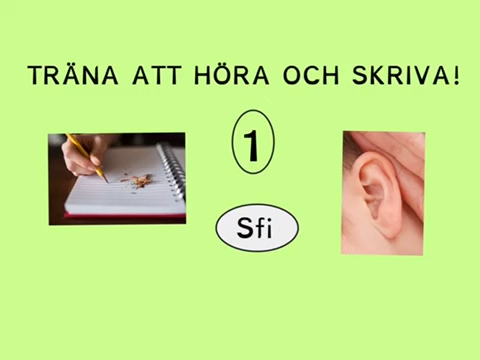 TRÄNA ATT HÖRA OCH SKRIVA!
1
Sfi